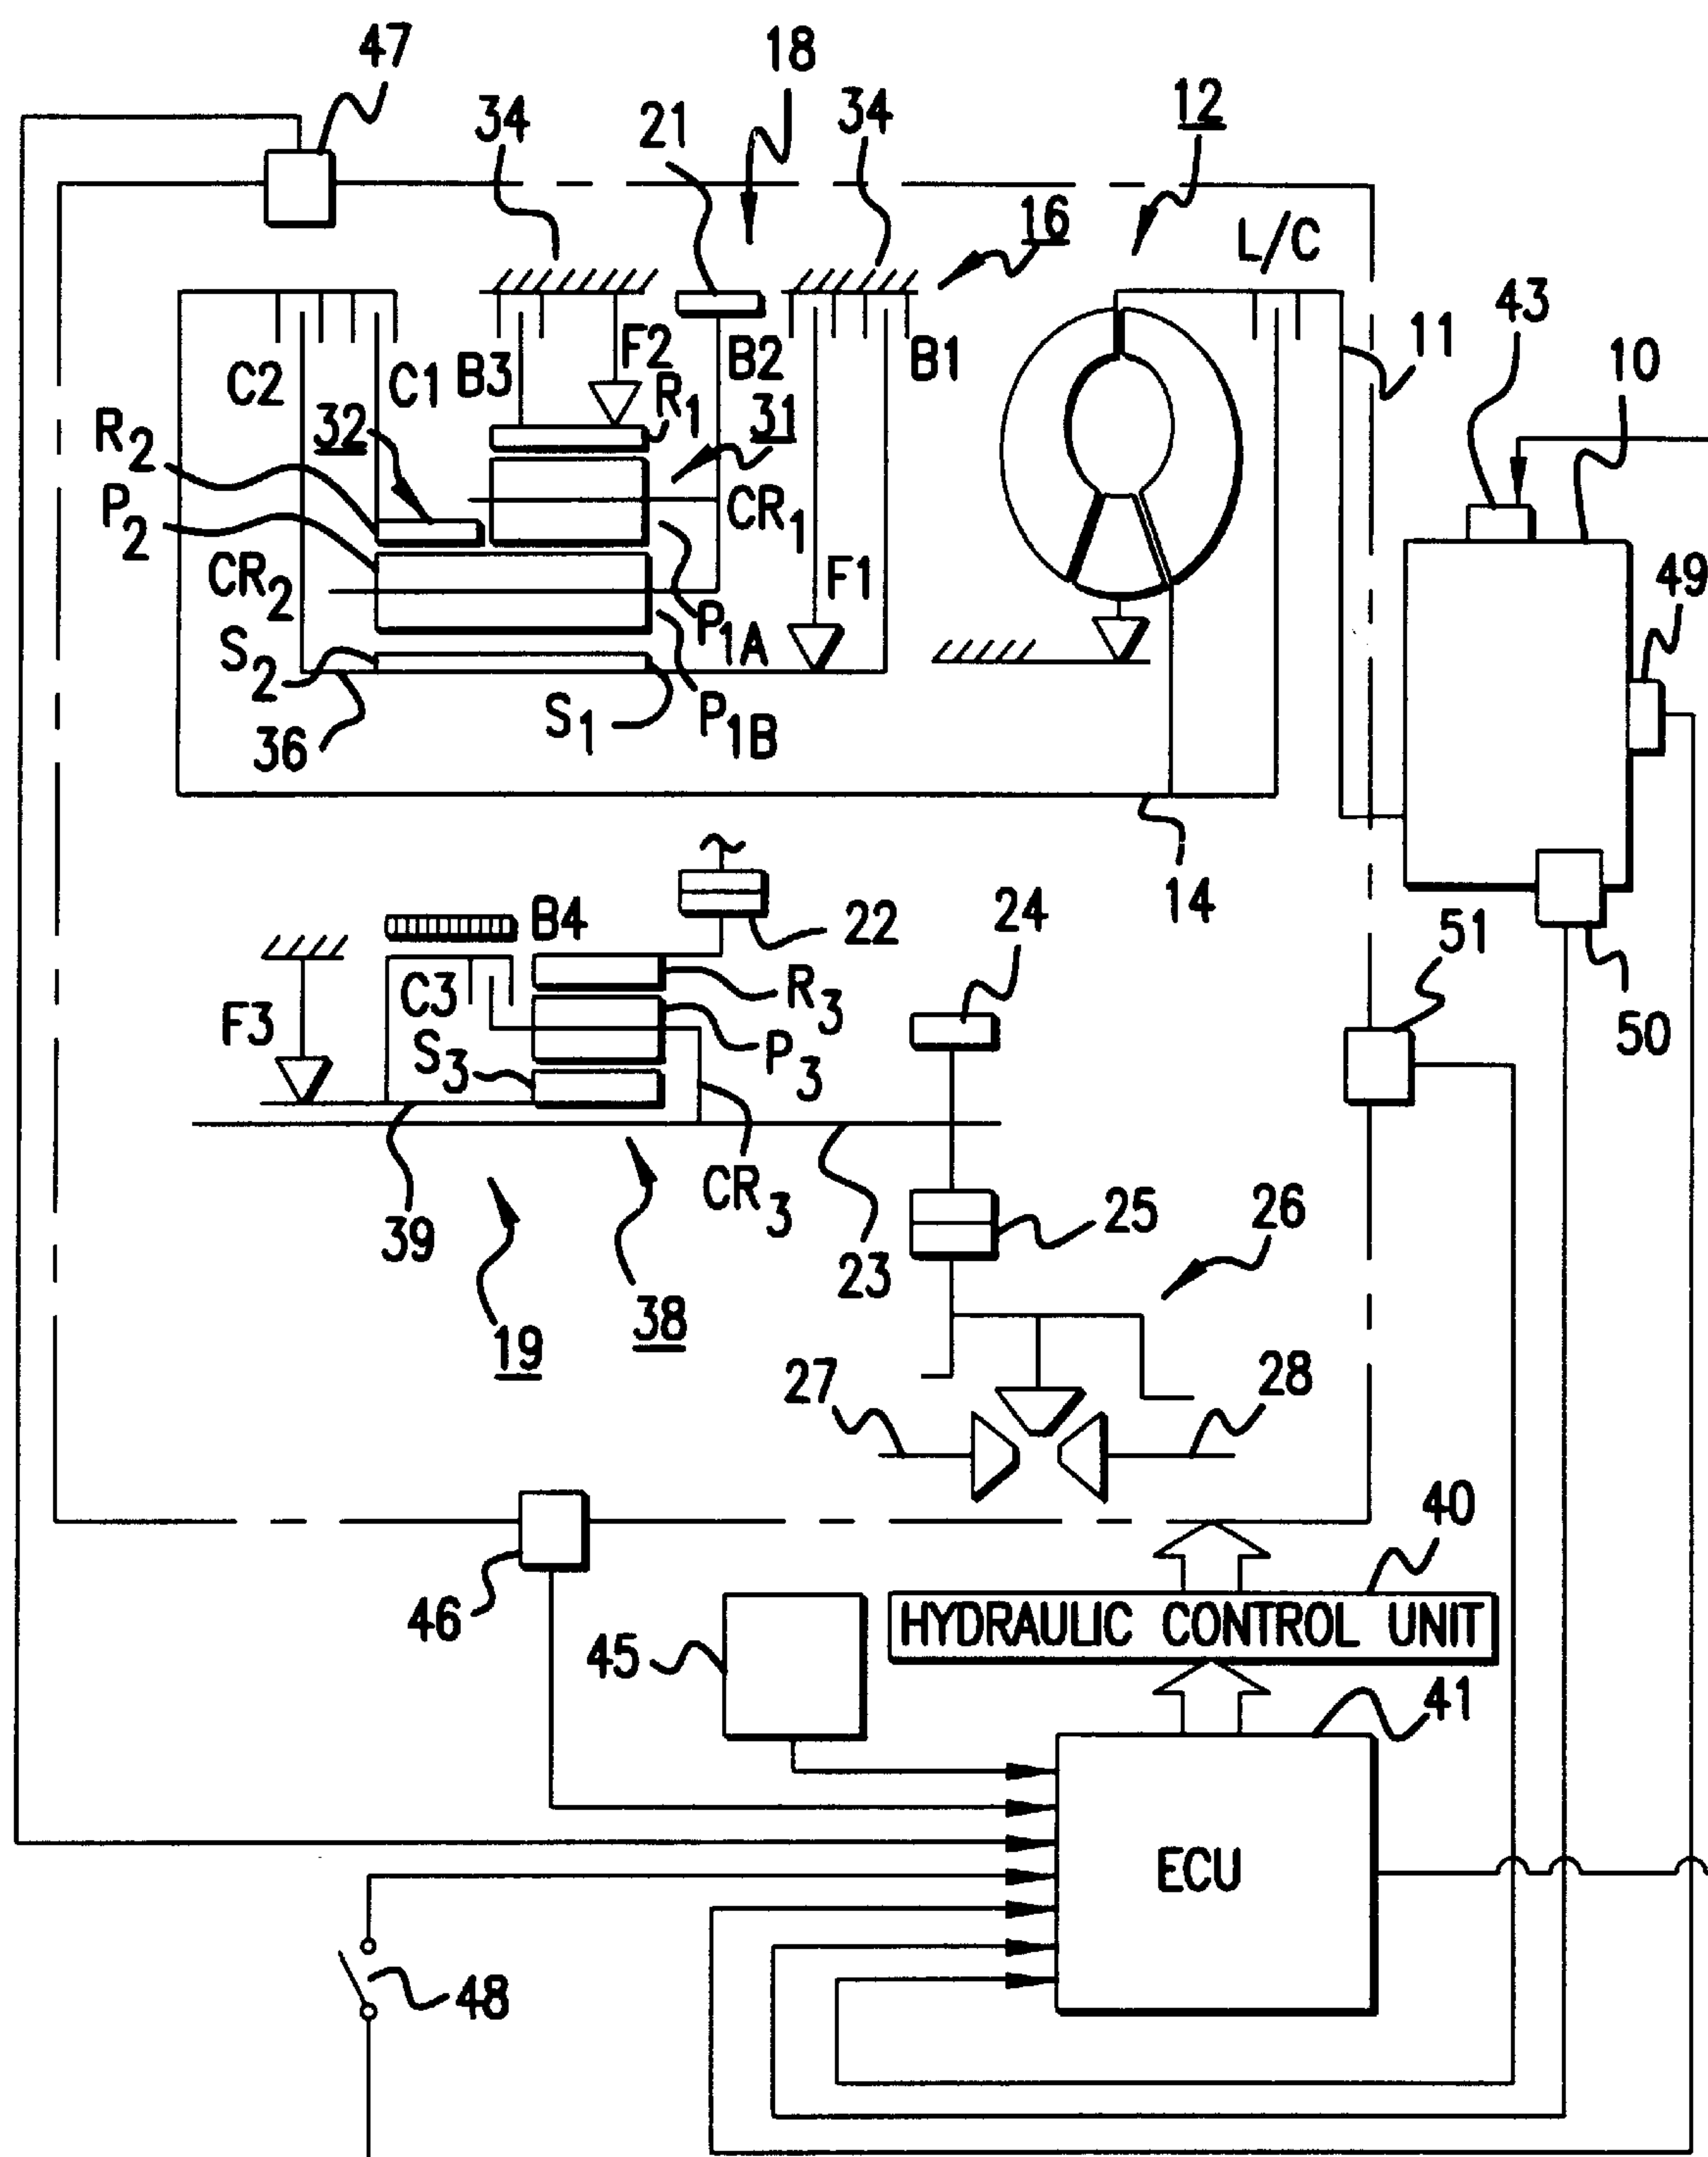 47
18
12
34
21
34
16
L/C
43
11
10
C2
C1
B3
F2
B2
B1
R1
31
R2
32
P2
CR1
49
CR2
F1
P1A
S2
S1
P1B
36
14
B4
22
24
51
C3
R3
F3
50
S3
P3
CR3
39
25
26
23
19
38
27
28
40
46
45
HYDRAULIC CONTROL UNIT
41
ECU
48